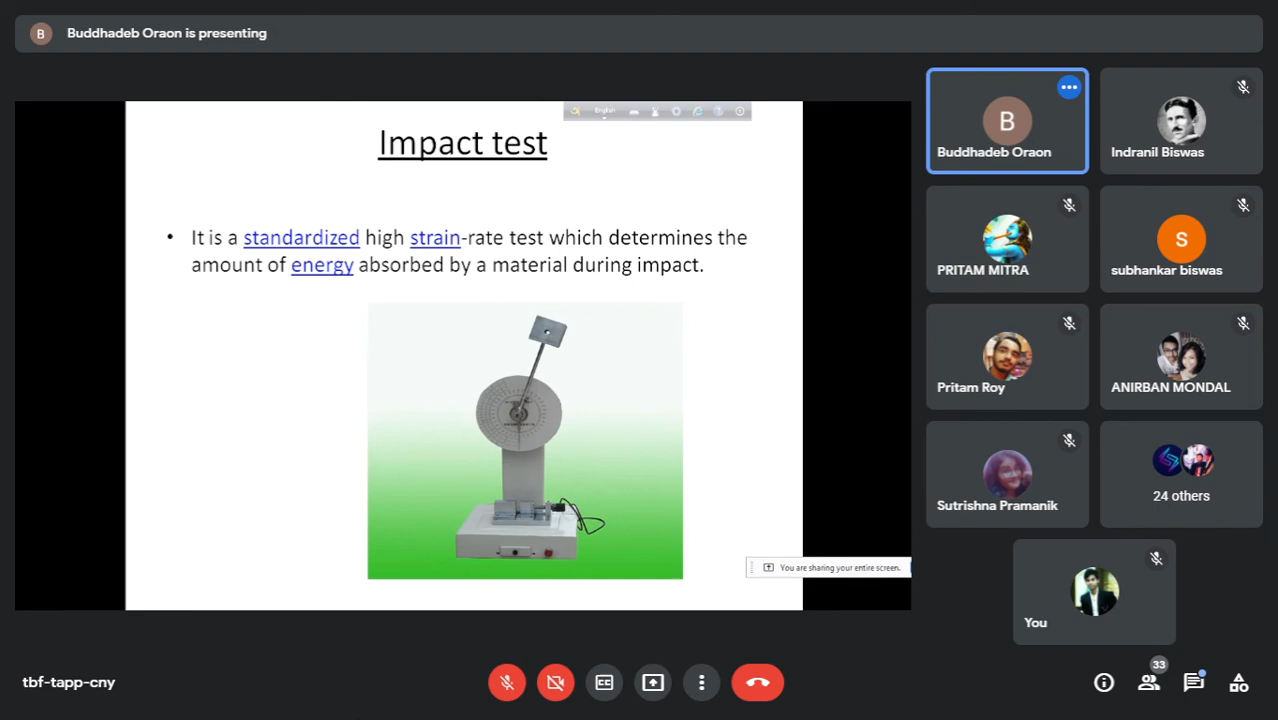 B
Buddhadeb Oraon is presenting
English
Impact test
• It is a standardized high strain-rate test which determines the
amount of energy absorbed by a material during impact.
You are sharing your entire screen.
B
Buddhadeb Oraon
Indranil Biswas
PRITAM MITRA
S
subhankar biswas
Pritam Roy
ANIRBAN MONDAL
Sutrishna Pramanik
24 others
You
tbf-tapp-cny
CC
33